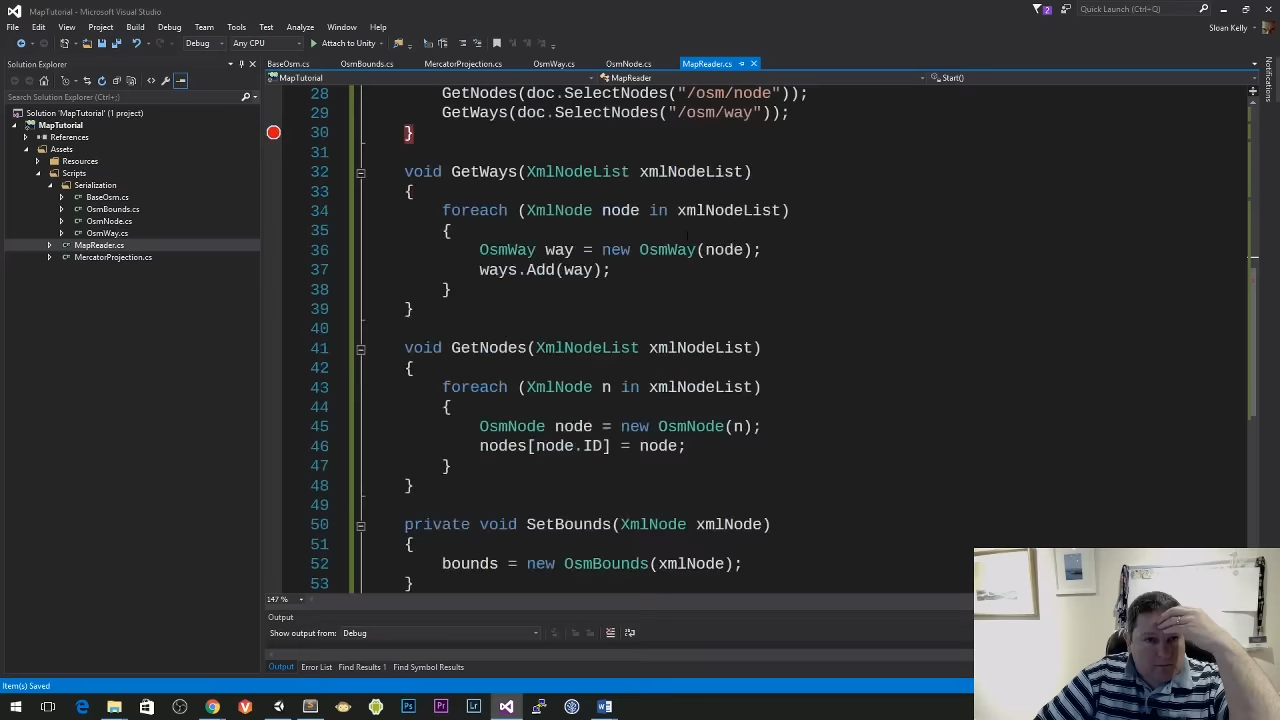 MapTutorial - Microsoft Visual Studio
2
Quick Launch (Ctrl+Q)
File Edit View Project Build Debug Team Tools Test Analyze Window Help
Sloan Kelly
Debug Any CPU Attach to Unity
Solution Explorer
BaseOsm.cs OsmBounds.cs MercatorProjection.cs OsmWay.cs OsmNode.cs MapReader.cs
MapTutorial MapReader Start()
Notifications
Search Solution Explorer (Ctrl+;)
Solution 'MapTutorial' (1 project)
MapTutorial
References
Assets
Resources
Scripts
Serialization
BaseOsm.cs
OsmBounds.cs
OsmNode.cs
OsmWay.cs
MapReader.cs
MercatorProjection.cs
28 GetNodes(doc.SelectNodes("/osm/node"));
29 GetWays(doc.SelectNodes("/osm/way"));
30 }
31
32 void GetWays(XmlNodeList xmlNodeList)
33 {
34 foreach (XmlNode node in xmlNodeList)
35 {
36 OsmWay way = new OsmWay(node);
37 ways.Add(way);
38 }
39 }
40
41 void GetNodes(XmlNodeList xmlNodeList)
42 {
43 foreach (XmlNode n in xmlNodeList)
44 {
45 OsmNode node = new OsmNode(n);
46 nodes[node.ID] = node;
47 }
48 }
49
50 private void SetBounds(XmlNode xmlNode)
51 {
52 bounds = new OsmBounds(xmlNode);
53 }
147 %
Output
Show output from: Debug
Output Error List Find Results 1 Find Symbol Results
Item(s) Saved
Ps Pr Lr